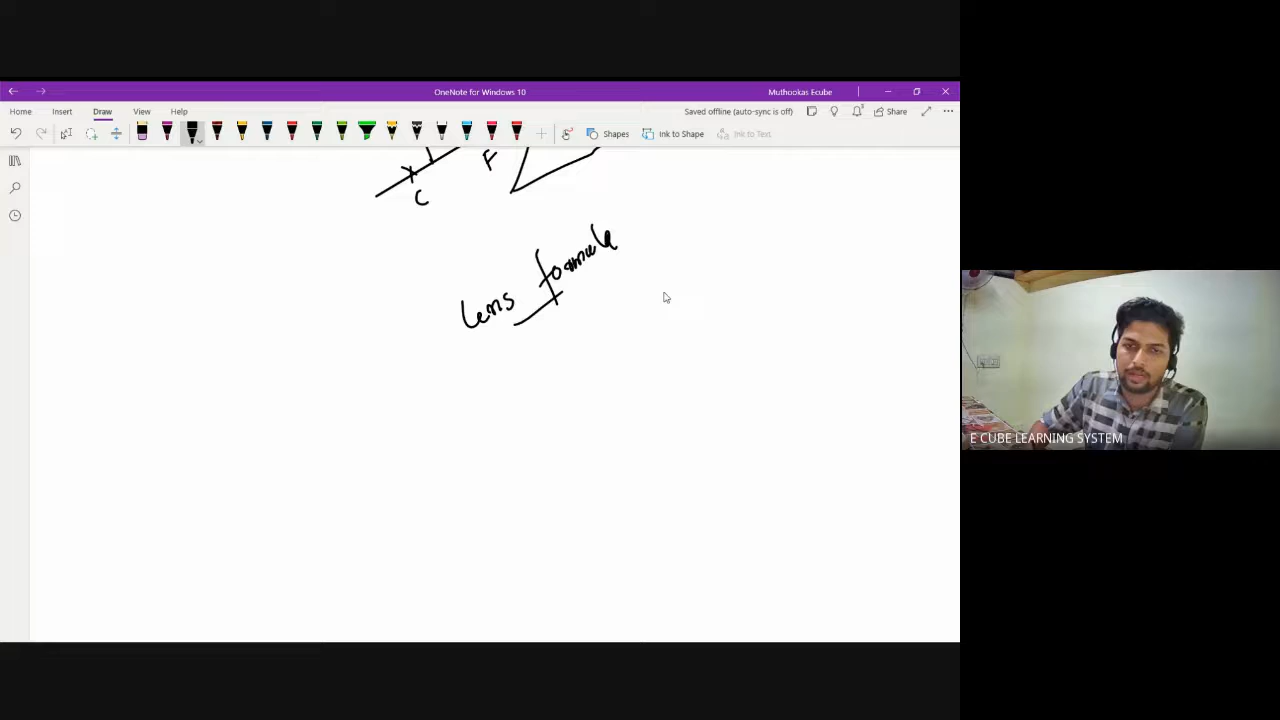 OneNote for Windows 10
Muthookas Ecube
Home Insert Draw View Help
Saved offline (auto-sync is off)
Share
Shapes
Ink to Shape
Ink to Text
F
C
lens formula
E CUBE LEARNING SYSTEM